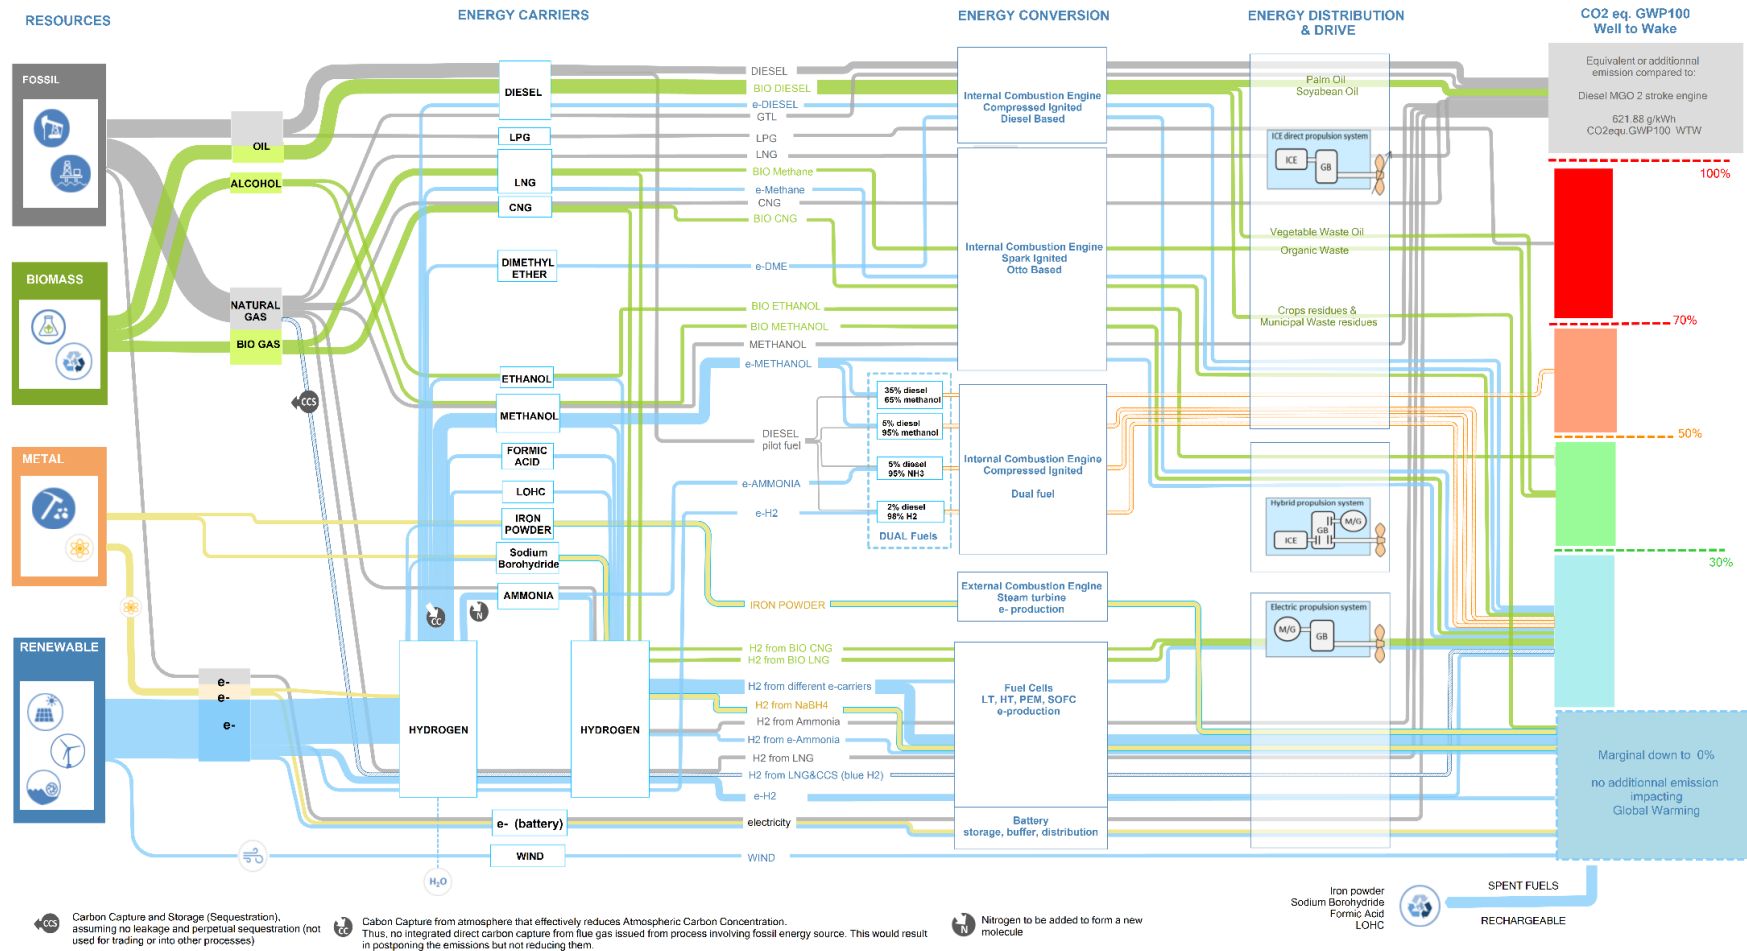 RESOURCES
ENERGY CARRIERS
ENERGY CONVERSION
ENERGY DISTRIBUTION
& DRIVE
CO2 eq. GWP100
Well to Wake
FOSSIL
BIOMASS
METAL
RENEWABLE
OIL
ALCOHOL
NATURAL
GAS
BIO GAS
CCS
e-
e-
e-
DIESEL
LPG
LNG
CNG
DIMETHYL
ETHER
ETHANOL
METHANOL
FORMIC
ACID
LOHC
IRON
POWDER
Sodium
Borohydride
AMMONIA
CC
N
HYDROGEN
HYDROGEN
e- (battery)
WIND
H2O
DIESEL
BIO DIESEL
e-DIESEL
GTL
LPG
LNG
BIO Methane
e-Methane
CNG
BIO CNG
e-DME
BIO ETHANOL
BIO METHANOL
METHANOL
e-METHANOL
DIESEL
pilot fuel
e-AMMONIA
e-H2
IRON POWDER
H2 from BIO CNG
H2 from BIO LNG
H2 from different e-carriers
H2 from NaBH4
H2 from Ammonia
H2 from e-Ammonia
H2 from LNG
H2 from LNG&CCS (blue H2)
e-H2
electricity
WIND
35% diesel
65% methanol
5% diesel
95% methanol
5% diesel
95% NH3
2% diesel
98% H2
DUAL Fuels
Internal Combustion Engine
Compressed Ignited
Diesel Based
Internal Combustion Engine
Spark Ignited
Otto Based
Internal Combustion Engine
Compressed Ignited
Dual fuel
External Combustion Engine
Steam turbine
e- production
Fuel Cells
LT, HT, PEM, SOFC
e-production
Battery
storage, buffer, distribution
Palm Oil
Soyabean Oil
ICE direct propulsion system
ICE
GB
Vegetable Waste Oil
Organic Waste
Crops residues &
Municipal Waste residues
Hybrid propulsion system
ICE
GB
M/G
Electric propulsion system
M/G
GB
Equivalent or additionnal
emission compared to:
Diesel MGO 2 stroke engine
621.88 g/kWh
CO2equ.GWP100 WTW
100%
70%
50%
30%
Marginal down to 0%
no additionnal emission
impacting
Global Warming
CCS
Carbon Capture and Storage (Sequestration),
assuming no leakage and perpetual sequestration (not
used for trading or into other processes)
CC
Cabon Capture from atmosphere that effectively reduces Atmospheric Carbon Concentration.
Thus, no integrated direct carbon capture from flue gas issued from process involving fossil energy source. This would result
in postponing the emissions but not reducing them.
N
Nitrogen to be added to form a new
molecule
Iron powder
Sodium Borohydride
Formic Acid
LOHC
SPENT FUELS
RECHARGEABLE